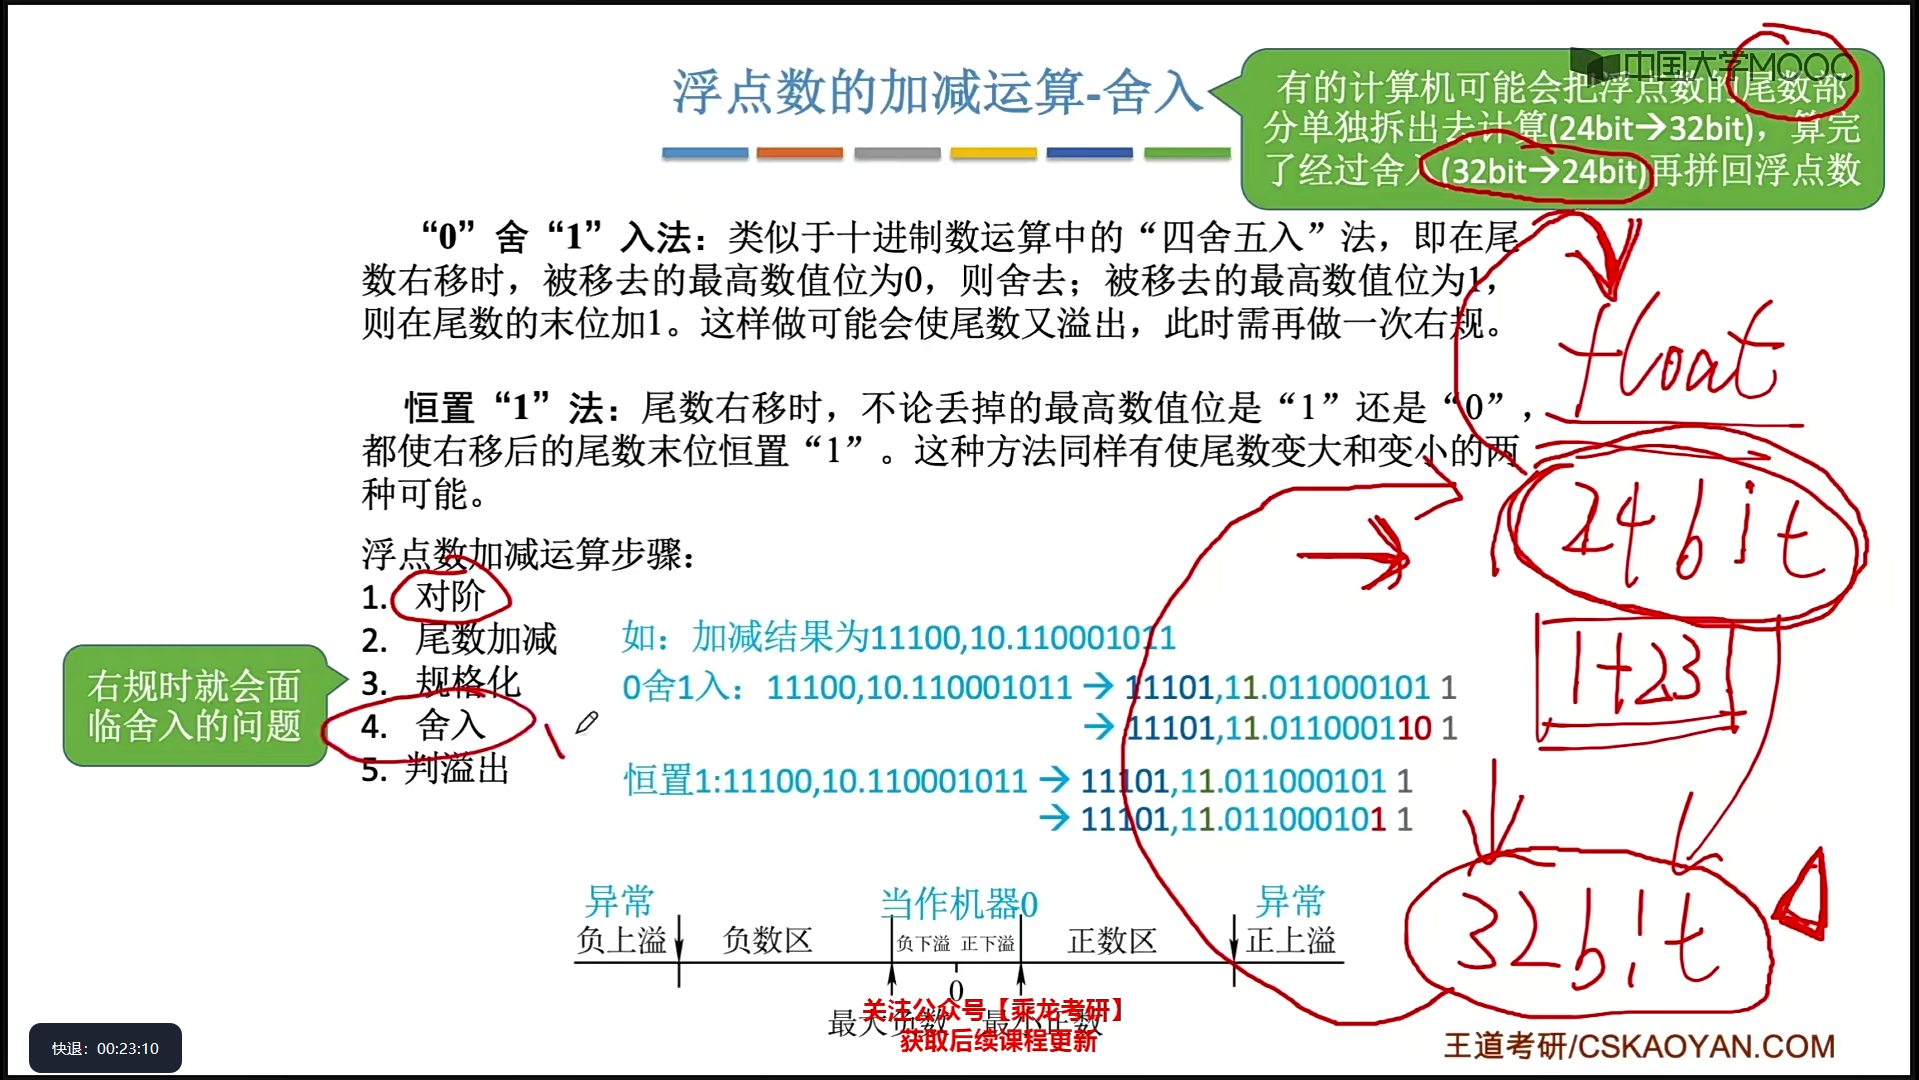 浮点数的加减运算-舍入
中国大学MOOC
有的计算机可能会把浮点数的尾数部
分单独拆出去计算(24bit→32bit)，算完
了经过舍入(32bit→24bit)再拼回浮点数
“0”舍“1”入法：类似于十进制数运算中的“四舍五入”法，即在尾
数右移时，被移去的最高数值位为0，则舍去；被移去的最高数值位为1，
则在尾数的末位加1。这样做可能会使尾数又溢出，此时需再做一次右规。
float
恒置“1”法：尾数右移时，不论丢掉的最高数值位是“1”还是“0”，
都使右移后的尾数末位恒置“1”。这种方法同样有使尾数变大和变小的两
种可能。
24bit
浮点数加减运算步骤：
1. 对阶
2. 尾数加减
3. 规格化
4. 舍入
5. 判溢出
右规时就会面
临舍入的问题
如：加减结果为11100,10.110001011
0舍1入：11100,10.110001011 → 11101,11.011000101 1
→ 11101,11.011000110 1
恒置1:11100,10.110001011 → 11101,11.011000101 1
→ 11101,11.011000101 1
1+23
32bit
异常
当作机器0
异常
负上溢
负数区
负下溢
正下溢
正数区
正上溢
0
最大负数
最小正数
关注公众号【乘龙考研】
获取后续课程更新
快退：00:23:10
王道考研/CSKAOYAN.COM